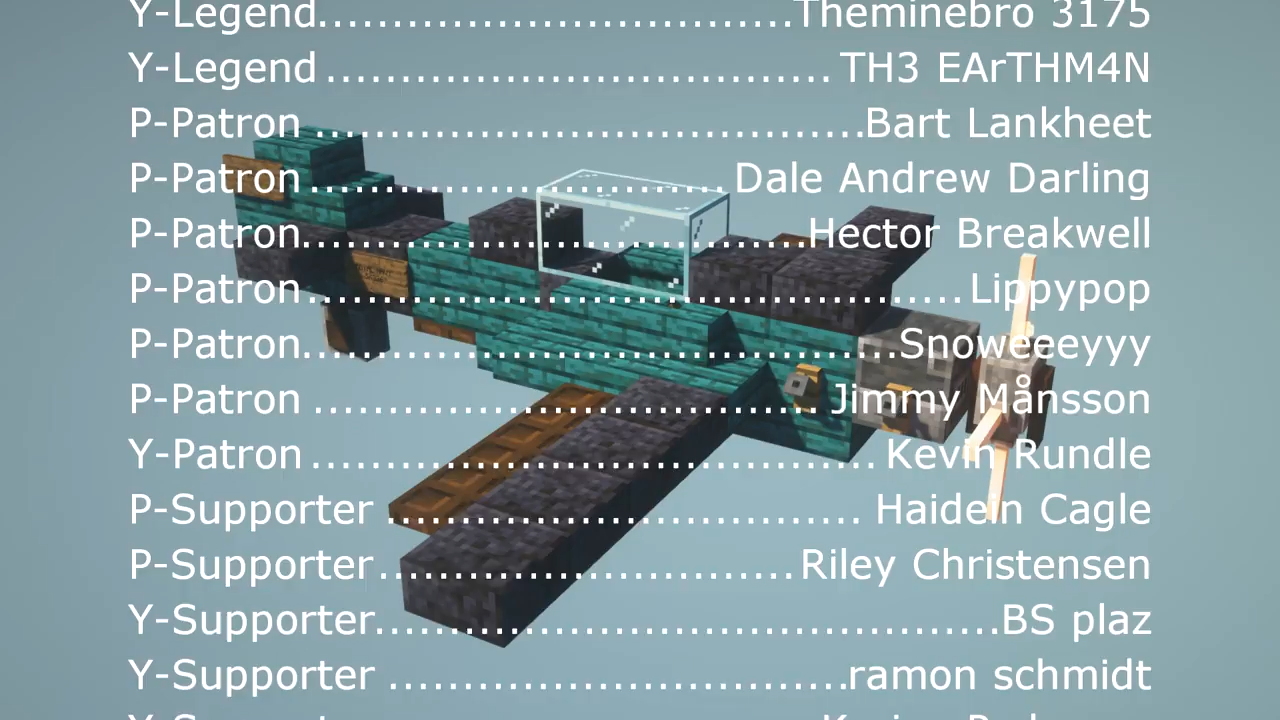 Y-Legend.......................................Theminebro 3175
Y-Legend .......................................... TH3 EArTHM4N
P-Patron .............................................Bart Lankheet
P-Patron .................................. Dale Andrew Darling
P-Patron...........................................Hector Breakwell
P-Patron ...................................................... Lippypop
P-Patron.................................................Snoweeeyyy
P-Patron .......................................... Jimmy Månsson
Y-Patron .............................................. Kevin Rundle
P-Supporter ....................................... Haidein Cagle
P-Supporter ..................................Riley Christensen
Y-Supporter...................................................BS plaz
Y-Supporter ......................................ramon schmidt